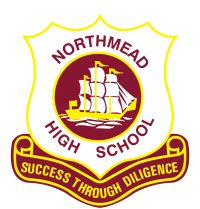 NORTHMEAD
HIGH SCHOOL
SUCCESS THROUGH DILIGENCE